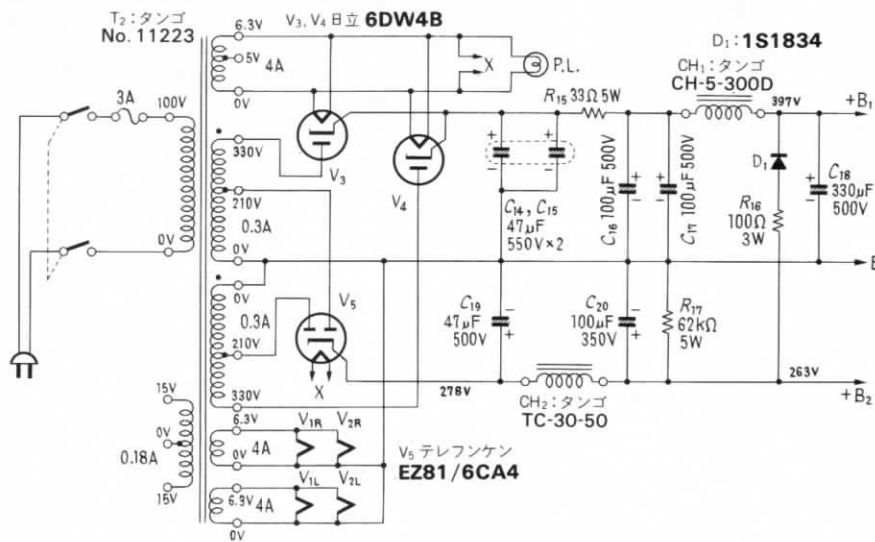 T₂：タンゴ
No. 11223
V₃, V₄ 日立 6DW4B
D₁：1S1834
CH₁：タンゴ
CH-5-300D
6.3V
5V
4A
0V
X
P.L.
R₁₅ 33Ω 5W
397V
+B₁
3A
100V
0V
330V
210V
0.3A
0V
V₃
V₄
C₁₄, C₁₅
47μF
550V×2
C₁₆ 100μF 500V
C₁₇ 100μF 500V
D₁
R₁₆
100Ω
3W
C₁₈
330μF
500V
E
0V
0.3A
210V
330V
V₅
X
C₁₉
47μF
500V
C₂₀
100μF
350V
R₁₇
62kΩ
5W
278V
263V
+B₂
CH₂：タンゴ
TC-30-50
15V
0V
0.18A
15V
6.3V
4A
0V
V₁R
V₂R
6.3V
4A
0V
V₁L
V₂L
V₅ テレフンケン
EZ81/6CA4